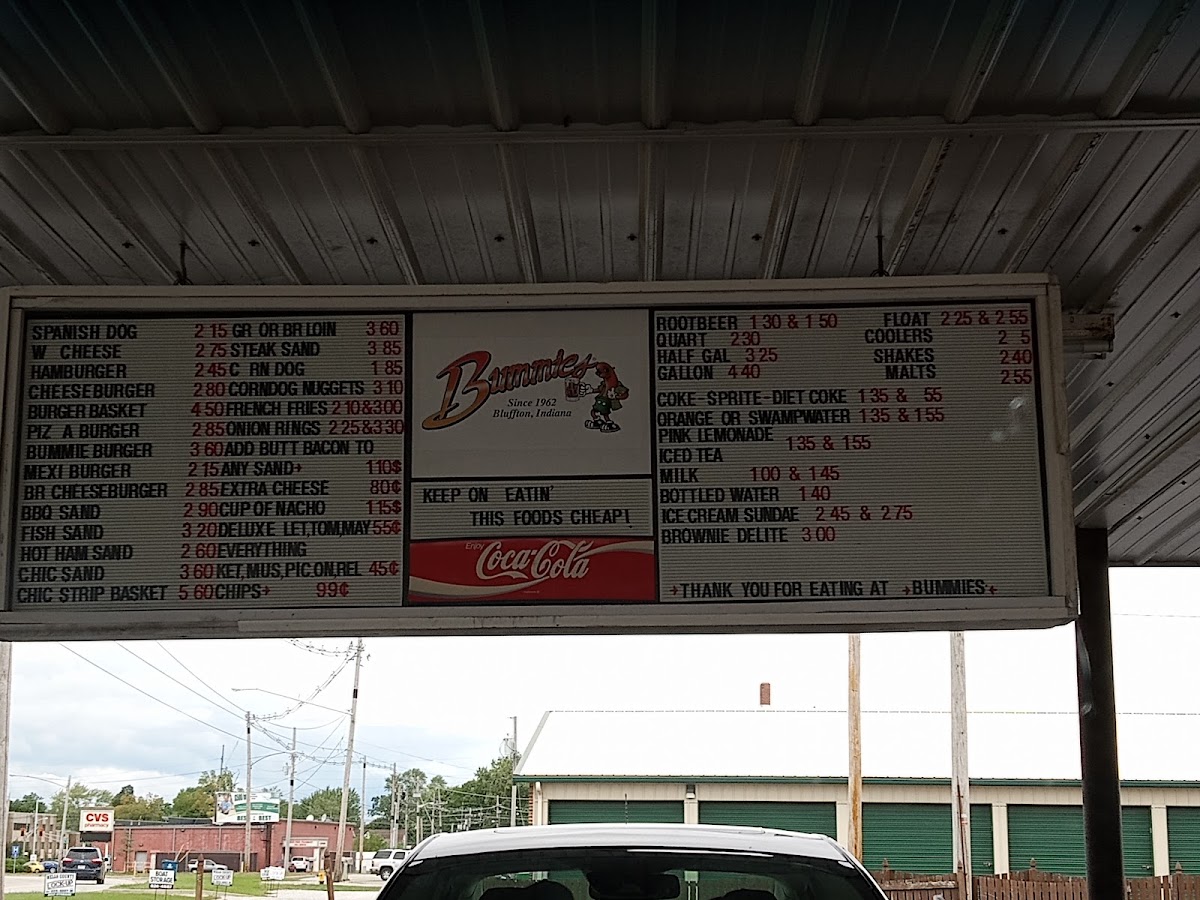 SPANISH DOG 2 15
W CHEESE 2 75
HAMBURGER 2 45
CHEESEBURGER 2 80
BURGER BASKET 4 50
PIZ A BURGER 2 85
BUMMIE BURGER 3 60
MEXI BURGER 2 15
BR CHEESEBURGER 2 85
BBQ SAND 2 90
FISH SAND 3 20
HOT HAM SAND 2 60
CHIC SAND 3 60
CHIC STRIP BASKET 5 60
GR OR BR LOIN 3 60
STEAK SAND 3 85
C RN DOG 1 85
CORNDOG NUGGETS 3 10
FRENCH FRIES 2 10 & 3 00
ONION RINGS 2 25 & 3 30
ADD BUTT BACON TO
ANY SAND 1 10$
EXTRA CHEESE 80¢
CUP OF NACHO 1 15$
DELUXE LET,TOM,MAY 55¢
EVERYTHING
KET,MUS,PIC.ON,REL 45¢
CHIPS 99¢
Bummies
Since 1962
Bluffton, Indiana
KEEP ON EATIN'
THIS FOODS CHEAP!
Enjoy
Coca-Cola
ROOTBEER 1 30 & 1 50 FLOAT 2 25 & 2 55
QUART 2 30 COOLERS 2 5
HALF GAL 3 25 SHAKES 2 40
GALLON 4 40 MALTS 2 55
COKE - SPRITE - DIET COKE 1 35 & 55
ORANGE OR SWAMPWATER 1 35 & 1 55
PINK LEMONADE
1 35 & 1 55
ICED TEA
MILK 1 00 & 1 45
BOTTLED WATER 1 40
ICE CREAM SUNDAE 2 45 & 2 75
BROWNIE DELITE 3 00
THANK YOU FOR EATING AT BUMMIES
CVS
pharmacy
LOCK-UP
BOAT
STORAGE
LOCK-UP